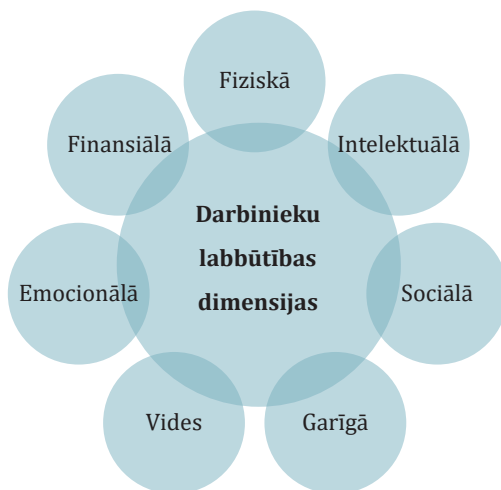 Fiziskā
Finansiālā
Intelektuālā
Darbinieku
labbūtības
dimensijas
Emocionālā
Sociālā
Vides
Garīgā